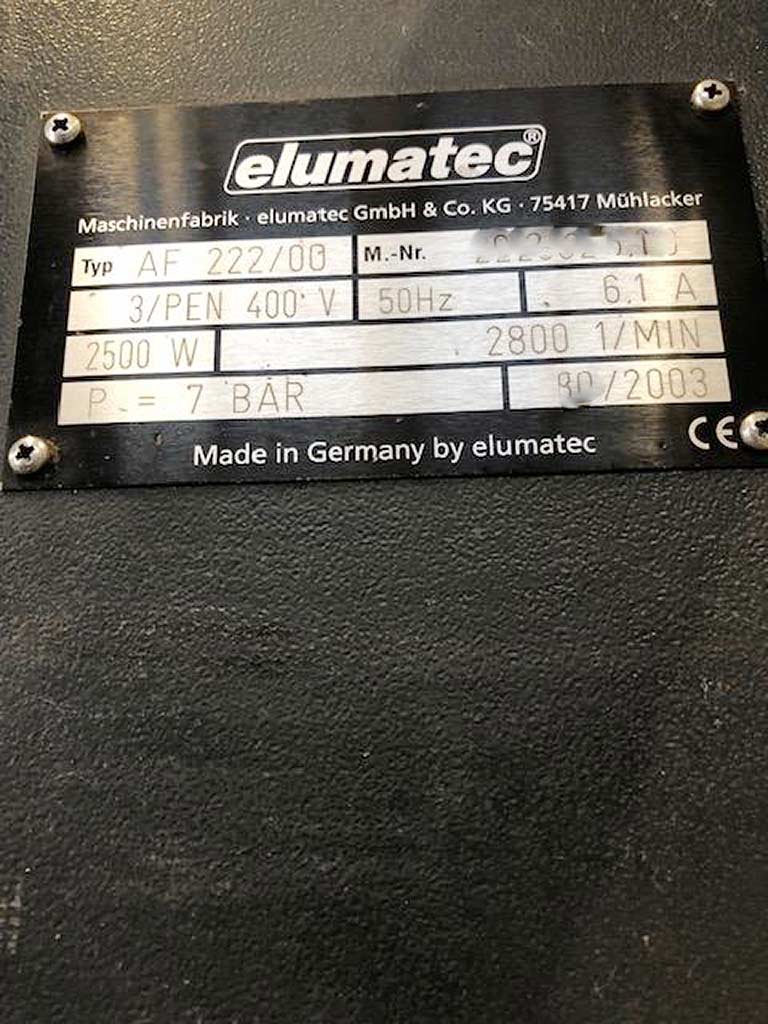 elumatec®
Maschinenfabrik · elumatec GmbH & Co. KG · 75417 Mühlacker
Typ AF 222/00 M.-Nr.
3/PEN 400 V 50Hz 6.1 A
2500 W 2800 1/MIN
P = 7 BAR /2003
Made in Germany by elumatec CE